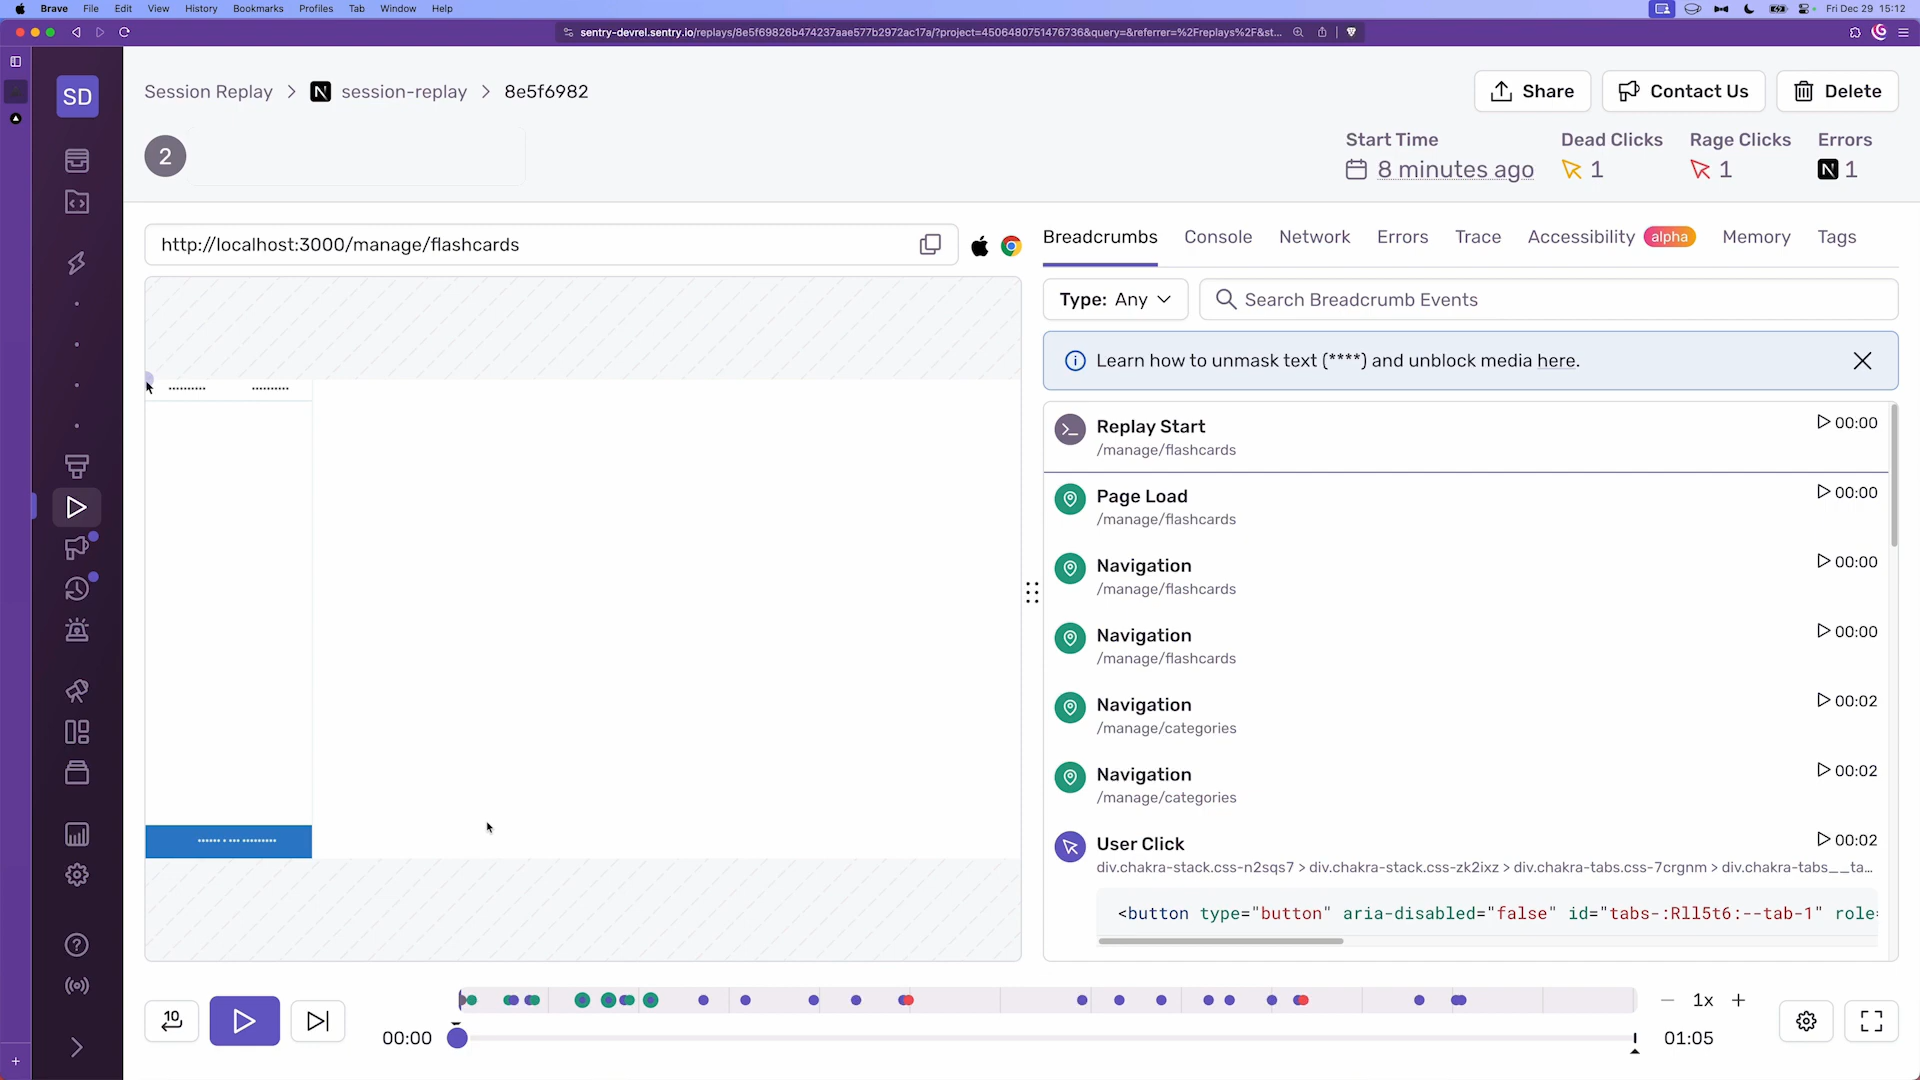 Brave File Edit View History Bookmarks Profiles Tab Window Help Fri Dec 29 15:12
sentry-devrel.sentry.io/replays/8e5f69826b474237aae577b2972ac17a/?project=4506480751476736&query=&referrer=%2Freplays%2F&st...
SD
Session Replay > N session-replay > 8e5f6982
Share Contact Us Delete
2
Start Time Dead Clicks Rage Clicks Errors
8 minutes ago 1 1 N 1
http://localhost:3000/manage/flashcards
Breadcrumbs Console Network Errors Trace Accessibility alpha Memory Tags
Type: Any Search Breadcrumb Events
Learn how to unmask text (****) and unblock media here.
Replay Start 00:00
/manage/flashcards
Page Load 00:00
/manage/flashcards
Navigation 00:00
/manage/flashcards
Navigation 00:00
/manage/flashcards
Navigation 00:02
/manage/categories
Navigation 00:02
/manage/categories
User Click 00:02
div.chakra-stack.css-n2sqs7 > div.chakra-stack.css-zk2ixz > div.chakra-tabs.css-7crgnm > div.chakra-tabs__ta...
<button type="button" aria-disabled="false" id="tabs-:Rll5t6:--tab-1" role=
10
00:00 01:05
− 1x +